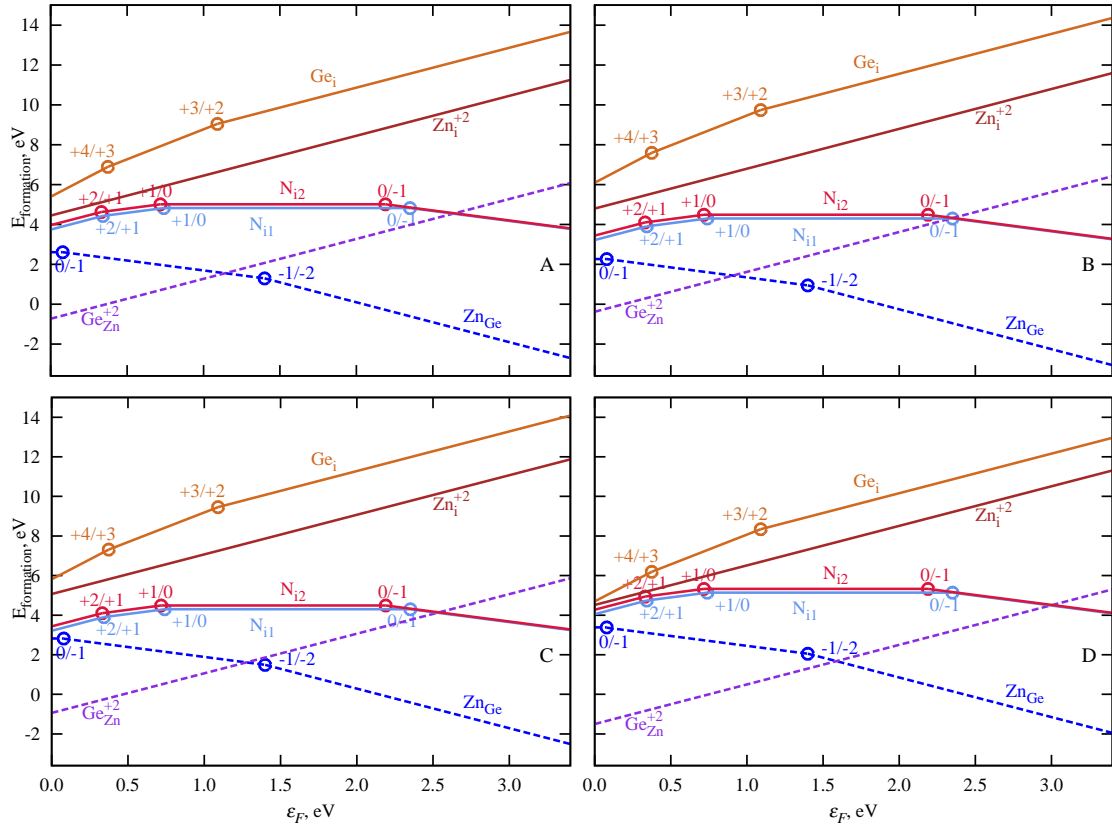 14
12
10
8
6
4
2
0
-2
E_formation, eV
+4/+3
+3/+2
Ge_i
Zn_i^+2
+2/+1
+1/0
N_i2
0/-1
+2/+1
+1/0
N_i1
0/-1
0/-1
-1/-2
A
Ge_Zn^+2
Zn_Ge
+4/+3
+3/+2
Ge_i
Zn_i^+2
+2/+1
+1/0
N_i2
0/-1
+2/+1
+1/0
N_i1
0/-1
0/-1
-1/-2
B
Ge_Zn^+2
Zn_Ge
14
12
10
8
6
4
2
0
-2
E_formation, eV
+4/+3
+3/+2
Ge_i
Zn_i^+2
+2/+1
+1/0
N_i2
0/-1
+2/+1
+1/0
N_i1
0/-1
0/-1
-1/-2
C
Ge_Zn^+2
Zn_Ge
0.0 0.5 1.0 1.5 2.0 2.5 3.0
ε_F, eV
+4/+3
+3/+2
Ge_i
Zn_i^+2
+2/+1
+1/0
N_i2
0/-1
+2/+1
+1/0
N_i1
0/-1
0/-1
-1/-2
D
Ge_Zn^+2
Zn_Ge
0.0 0.5 1.0 1.5 2.0 2.5 3.0
ε_F, eV